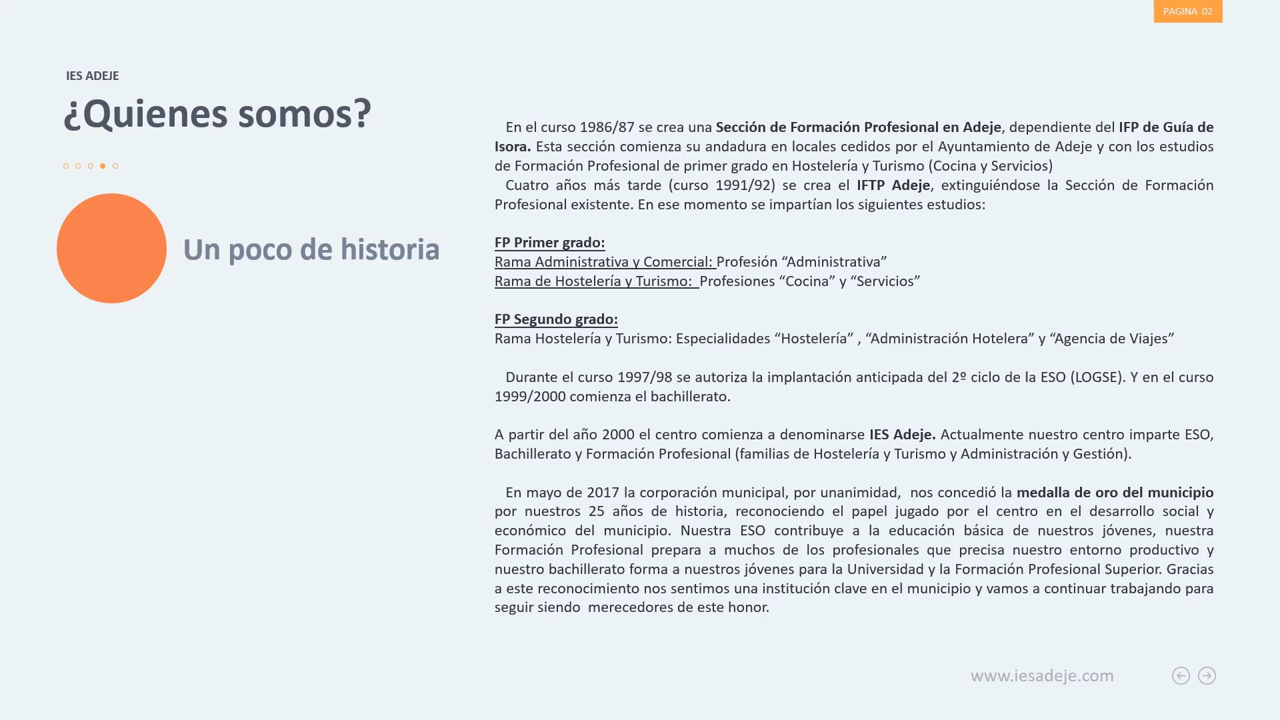 PAGINA 02
IES ADEJE
¿Quienes somos?
Un poco de historia
En el curso 1986/87 se crea una Sección de Formación Profesional en Adeje, dependiente del IFP de Guía de
Isora. Esta sección comienza su andadura en locales cedidos por el Ayuntamiento de Adeje y con los estudios
de Formación Profesional de primer grado en Hostelería y Turismo (Cocina y Servicios)
Cuatro años más tarde (curso 1991/92) se crea el IFTP Adeje, extinguiéndose la Sección de Formación
Profesional existente. En ese momento se impartían los siguientes estudios:
FP Primer grado:
Rama Administrativa y Comercial: Profesión “Administrativa”
Rama de Hostelería y Turismo: Profesiones “Cocina” y “Servicios”
FP Segundo grado:
Rama Hostelería y Turismo: Especialidades “Hostelería” , “Administración Hotelera” y “Agencia de Viajes”
Durante el curso 1997/98 se autoriza la implantación anticipada del 2º ciclo de la ESO (LOGSE). Y en el curso
1999/2000 comienza el bachillerato.
A partir del año 2000 el centro comienza a denominarse IES Adeje. Actualmente nuestro centro imparte ESO,
Bachillerato y Formación Profesional (familias de Hostelería y Turismo y Administración y Gestión).
En mayo de 2017 la corporación municipal, por unanimidad, nos concedió la medalla de oro del municipio
por nuestros 25 años de historia, reconociendo el papel jugado por el centro en el desarrollo social y
económico del municipio. Nuestra ESO contribuye a la educación básica de nuestros jóvenes, nuestra
Formación Profesional prepara a muchos de los profesionales que precisa nuestro entorno productivo y
nuestro bachillerato forma a nuestros jóvenes para la Universidad y la Formación Profesional Superior. Gracias
a este reconocimiento nos sentimos una institución clave en el municipio y vamos a continuar trabajando para
seguir siendo merecedores de este honor.
www.iesadeje.com